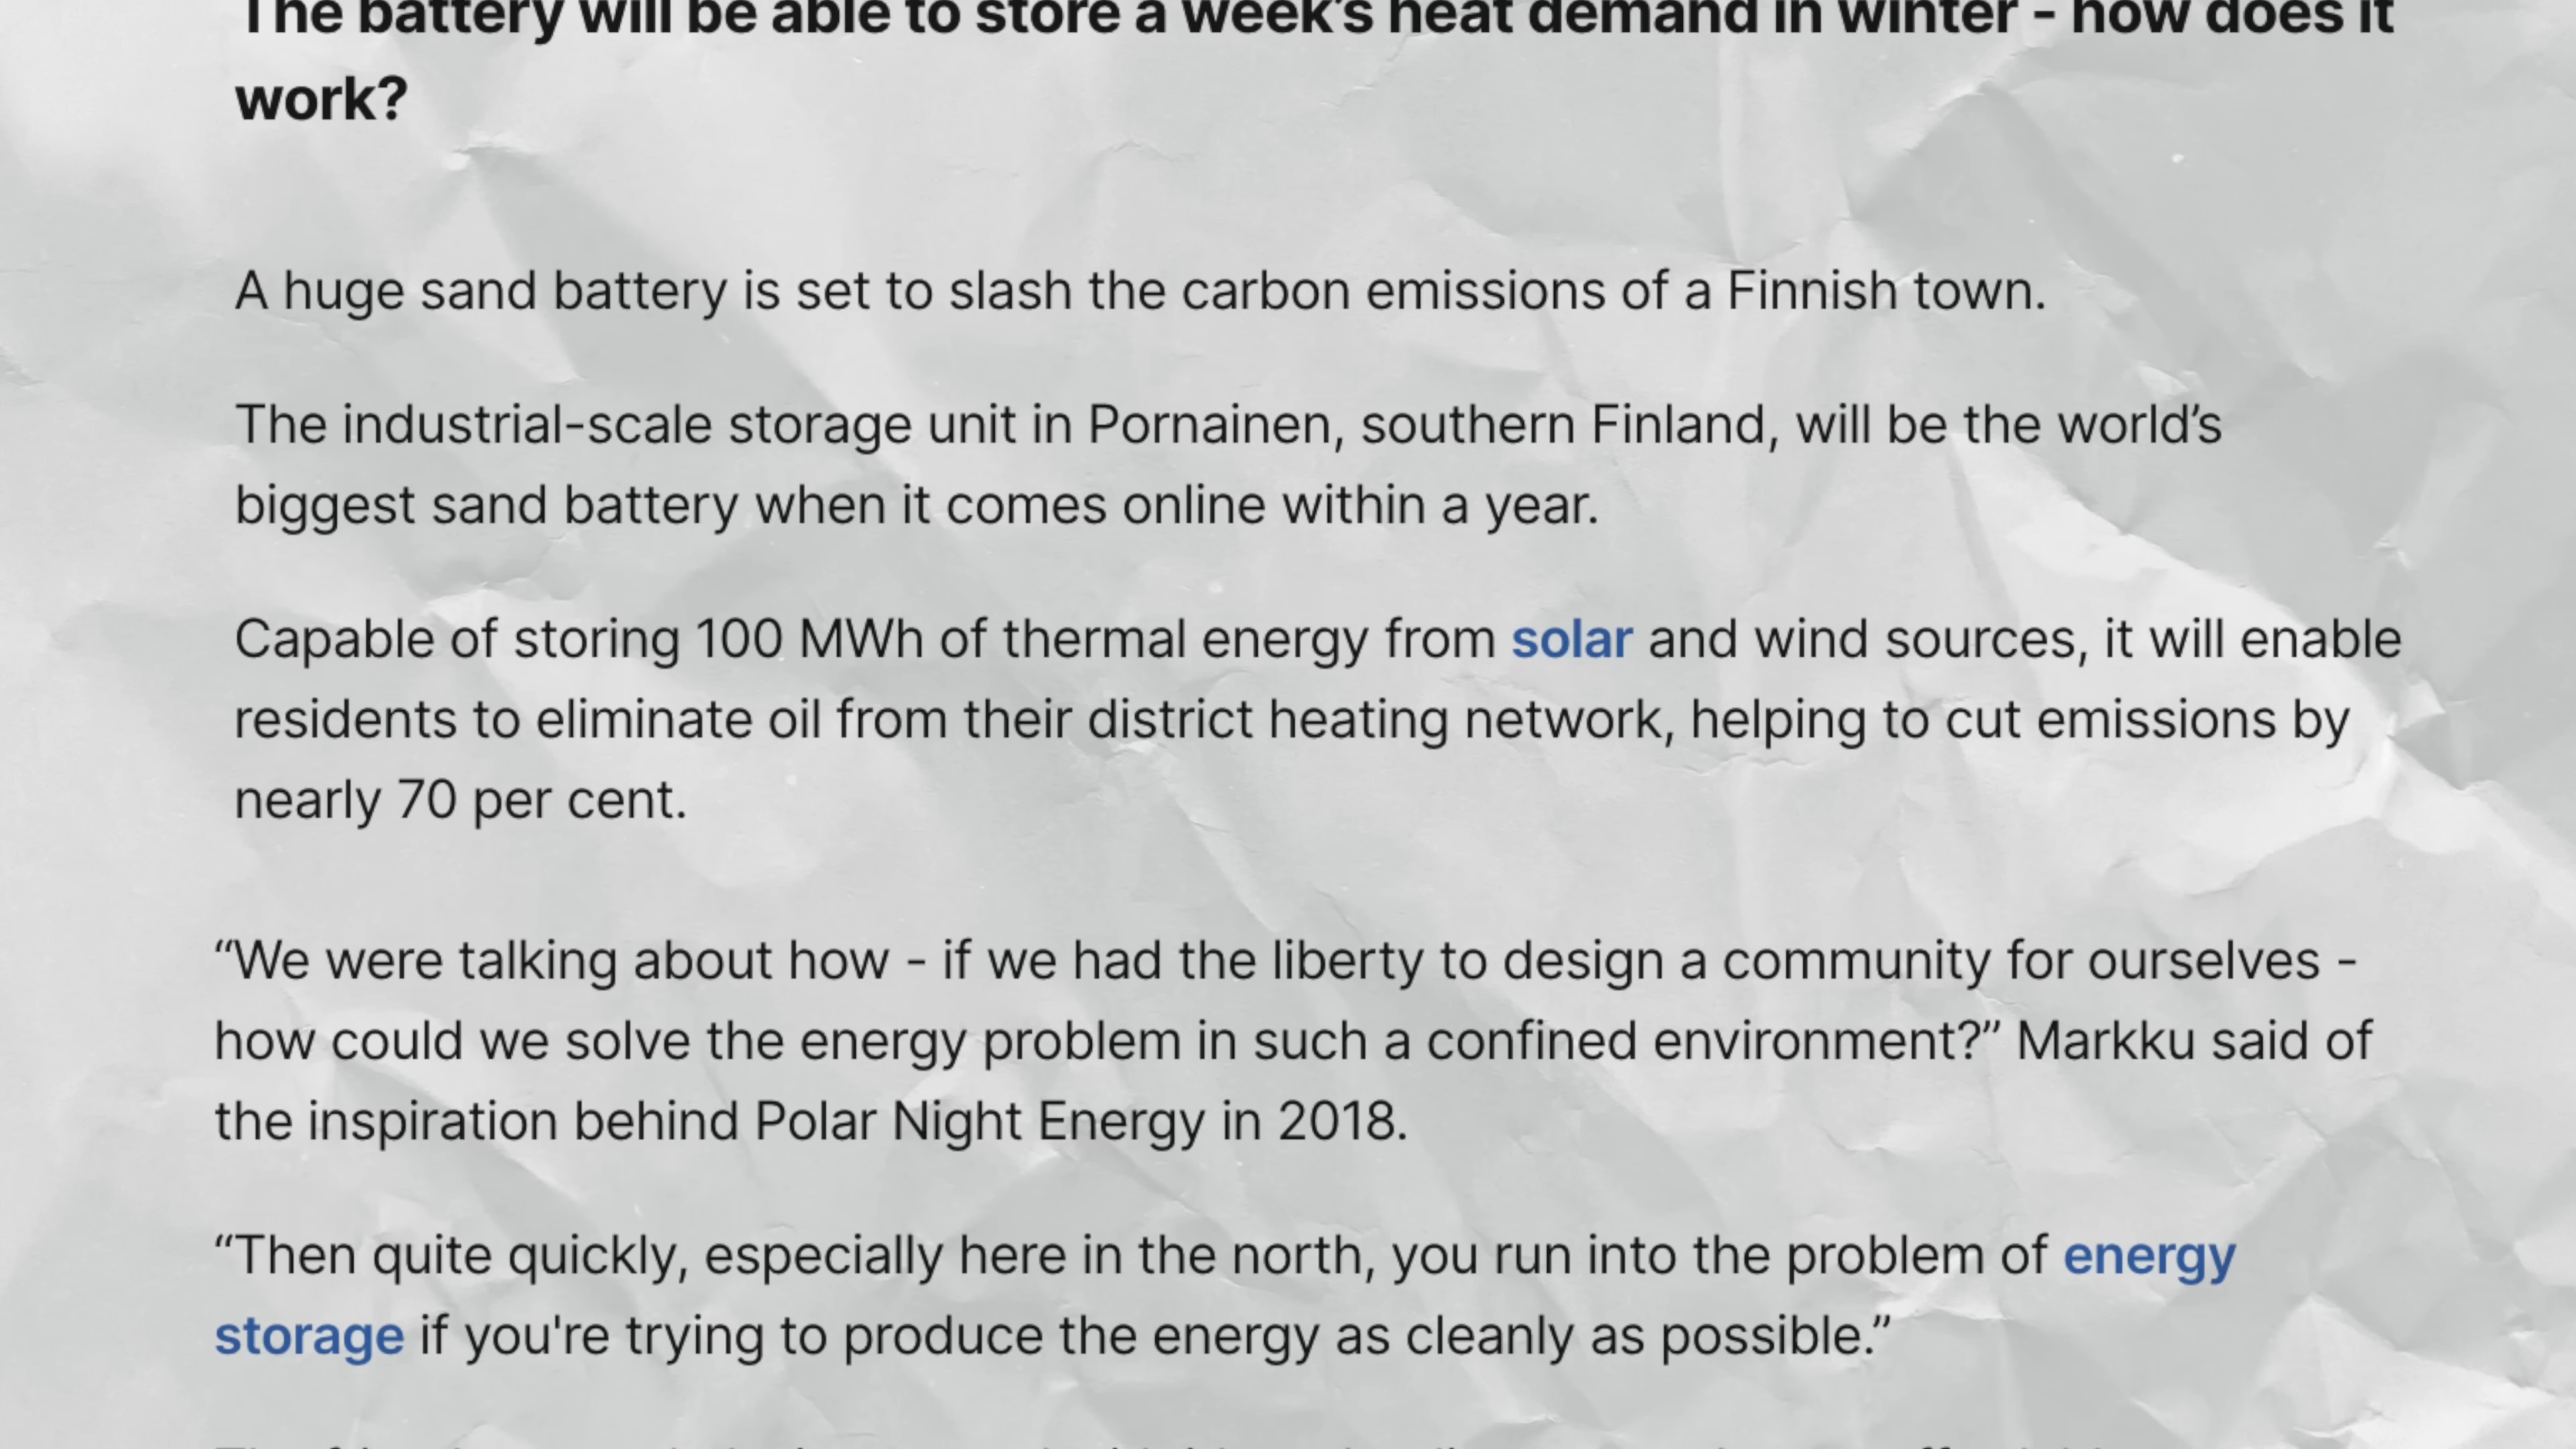 The battery will be able to store a week's heat demand in winter - how does it
work?
A huge sand battery is set to slash the carbon emissions of a Finnish town.
The industrial-scale storage unit in Pornainen, southern Finland, will be the world’s
biggest sand battery when it comes online within a year.
Capable of storing 100 MWh of thermal energy from solar and wind sources, it will enable
residents to eliminate oil from their district heating network, helping to cut emissions by
nearly 70 per cent.
“We were talking about how - if we had the liberty to design a community for ourselves -
how could we solve the energy problem in such a confined environment?” Markku said of
the inspiration behind Polar Night Energy in 2018.
“Then quite quickly, especially here in the north, you run into the problem of energy
storage if you're trying to produce the energy as cleanly as possible.”